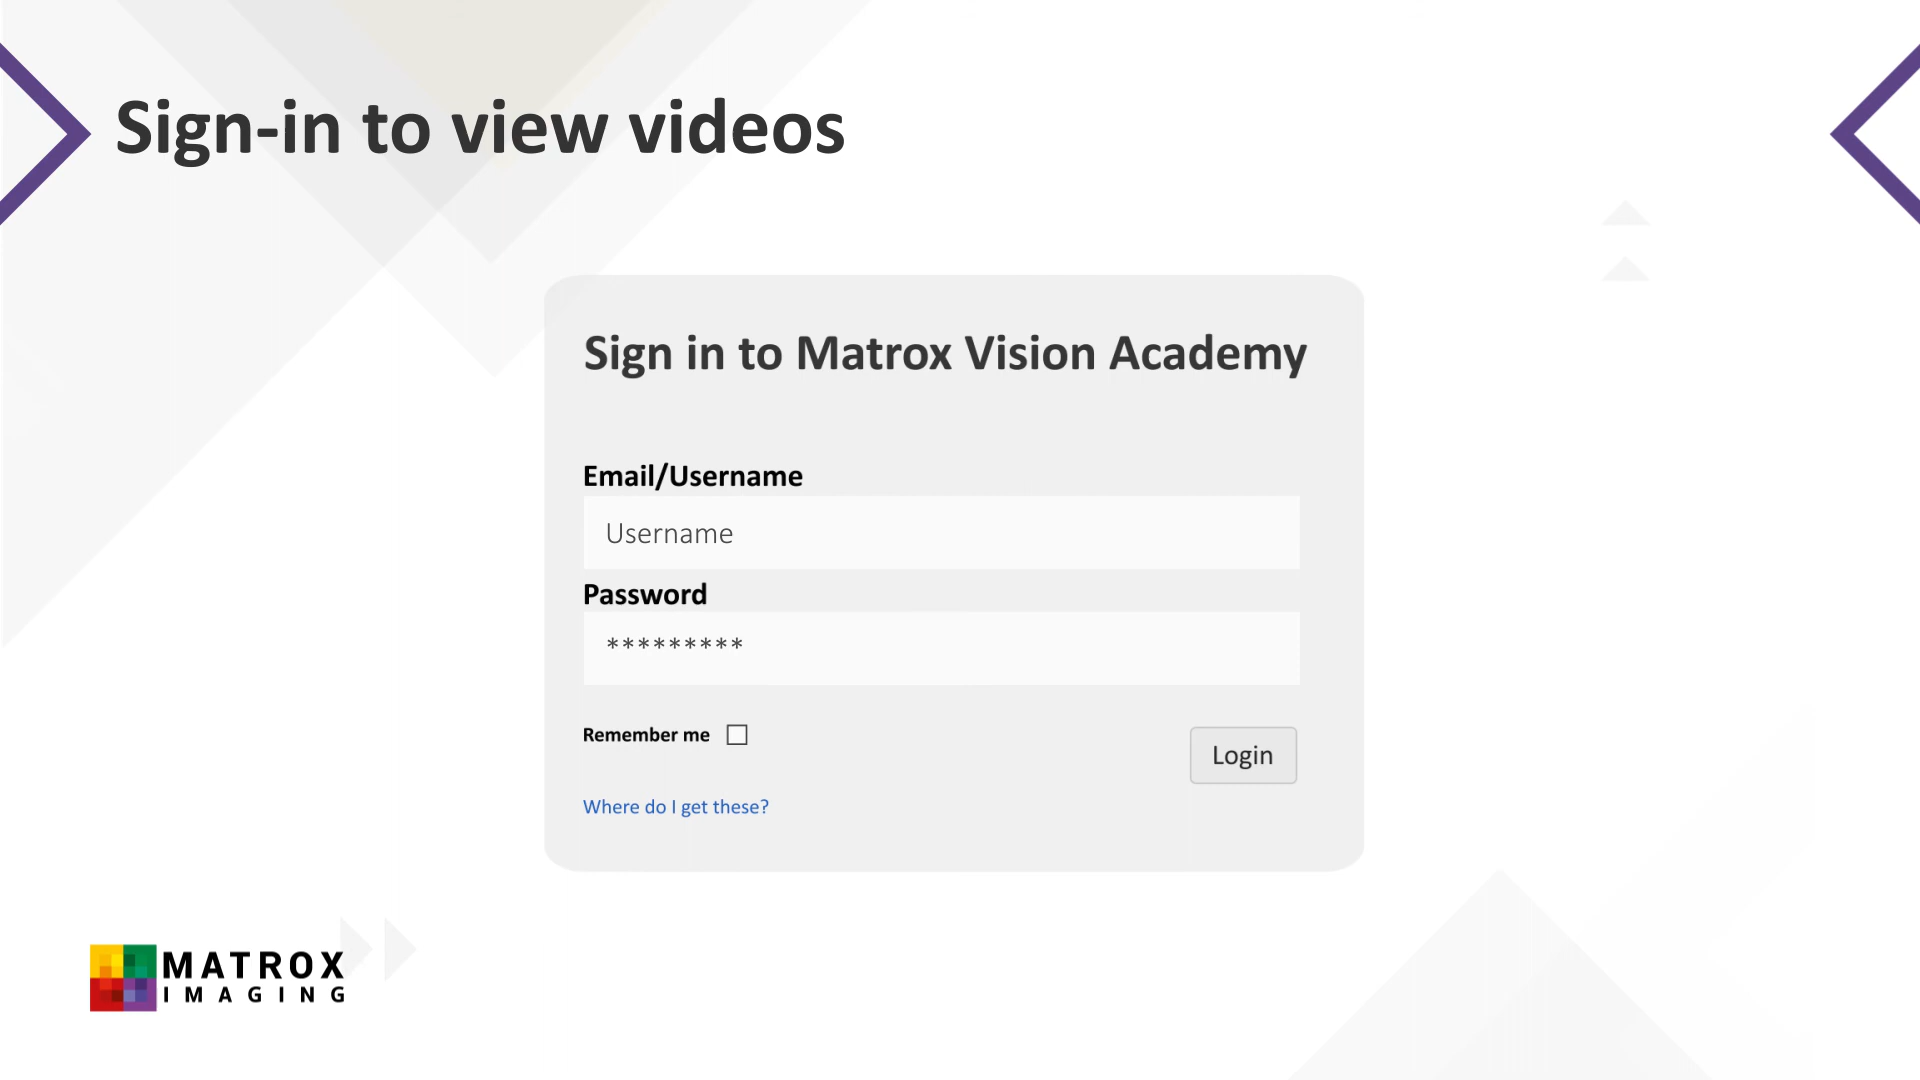 Sign-in to view videos
Sign in to Matrox Vision Academy
Email/Username
Username
Password
*********
Remember me
Login
Where do I get these?
MATROX
IMAGING